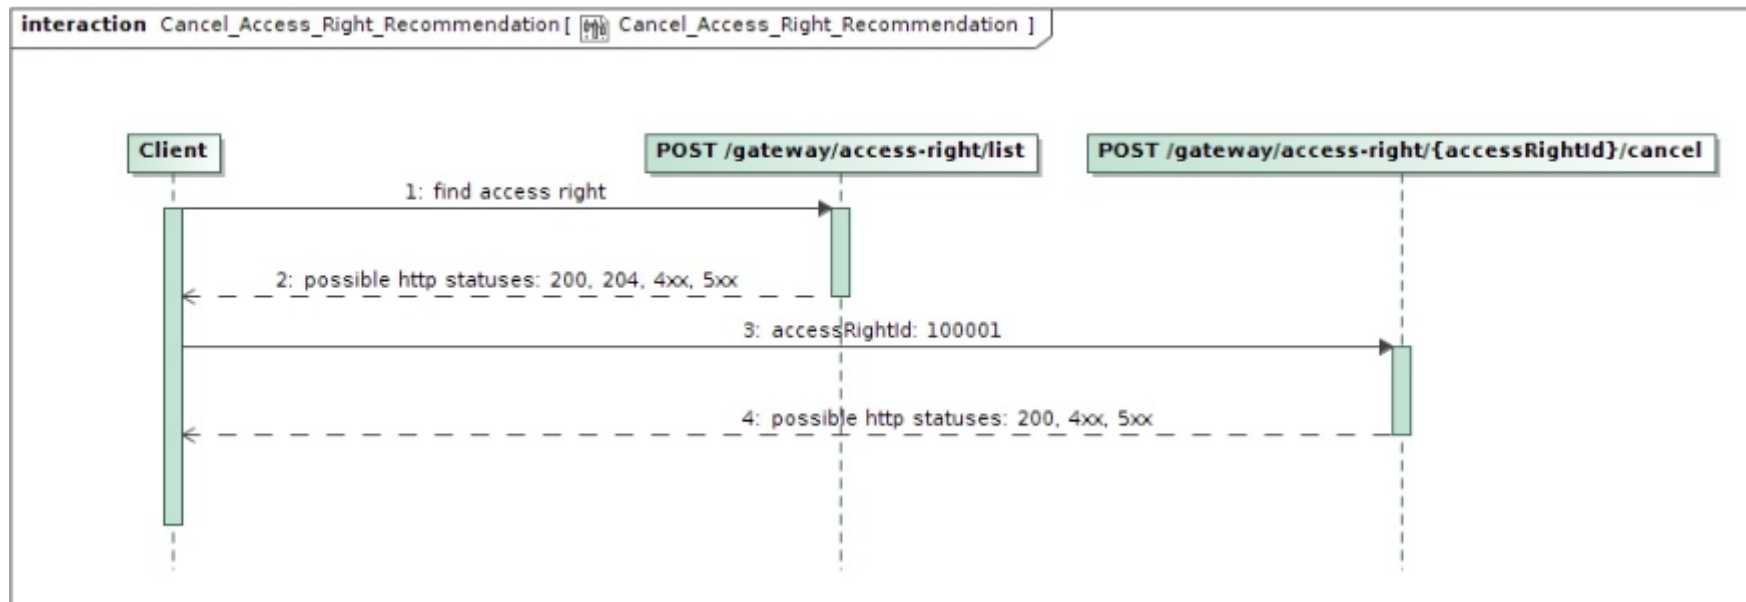 interaction Cancel_Access_Right_Recommendation [ Cancel_Access_Right_Recommendation ]
Client
POST /gateway/access-right/list
POST /gateway/access-right/{accessRightId}/cancel
1: find access right
2: possible http statuses: 200, 204, 4xx, 5xx
3: accessRightId: 100001
4: possible http statuses: 200, 4xx, 5xx